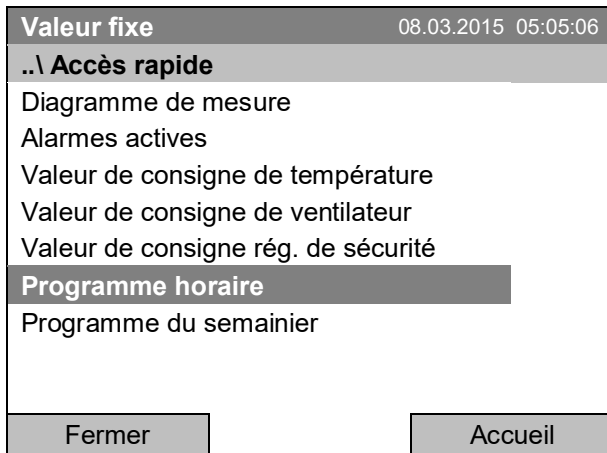 Valeur fixe 08.03.2015 05:05:06
..\ Accès rapide
Diagramme de mesure
Alarmes actives
Valeur de consigne de température
Valeur de consigne de ventilateur
Valeur de consigne rég. de sécurité
Programme horaire
Programme du semainier
Fermer Accueil